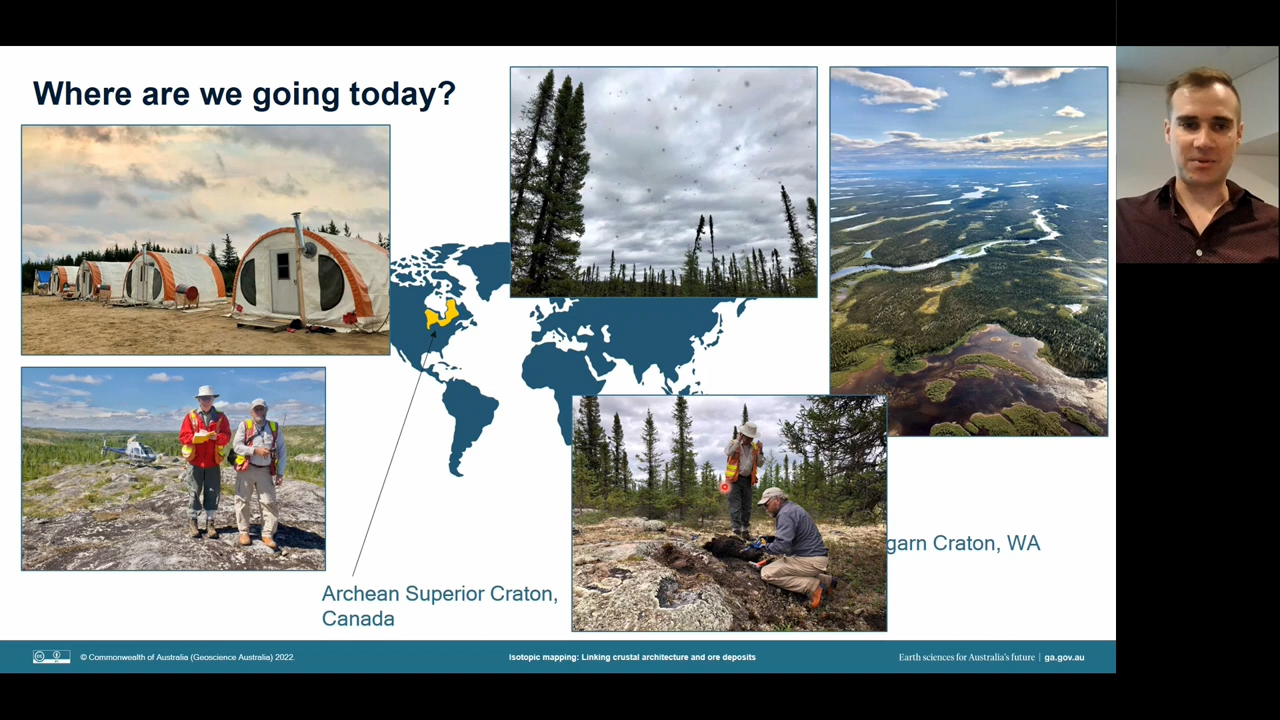 Where are we going today?
Archean Superior Craton,
Canada
garn Craton, WA
© Commonwealth of Australia (Geoscience Australia) 2022.
Isotopic mapping: Linking crustal architecture and ore deposits
Earth sciences for Australia's future | ga.gov.au